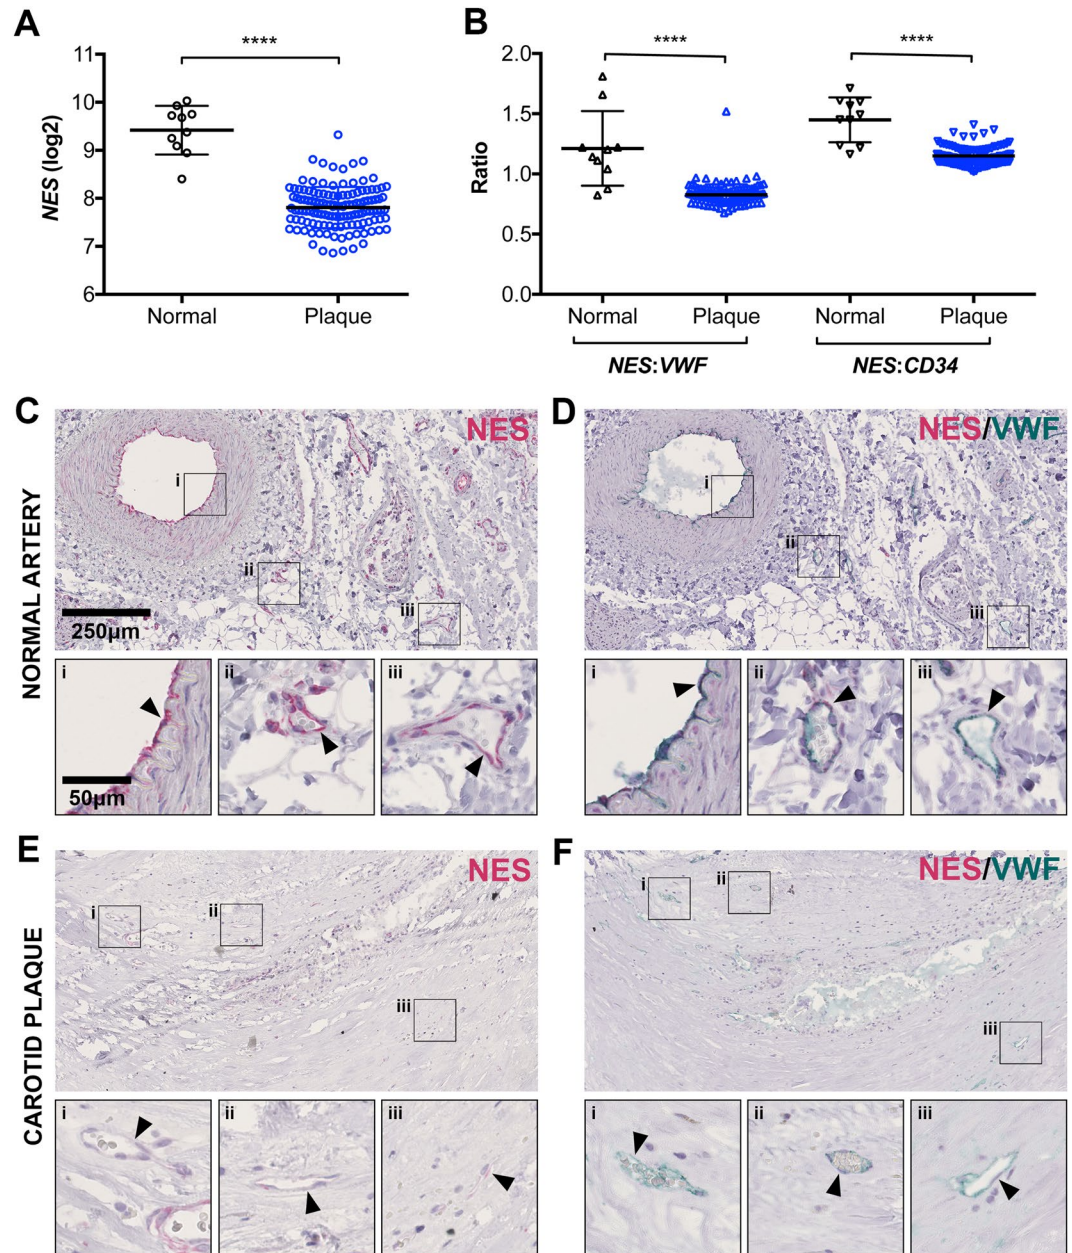 A
****
NES (log2)
11
10
9
8
7
6
Normal Plaque
B
**** ****
Ratio
2.0
1.5
1.0
0.5
0.0
Normal Plaque Normal Plaque
NES:VWF NES:CD34
NORMAL ARTERY
C
NES
i
ii
iii
250µm
i
ii
iii
50µm
D
NES/VWF
i
ii
iii
i
ii
iii
CAROTID PLAQUE
E
NES
i
ii
iii
i
ii
iii
F
NES/VWF
i
ii
iii
i
ii
iii